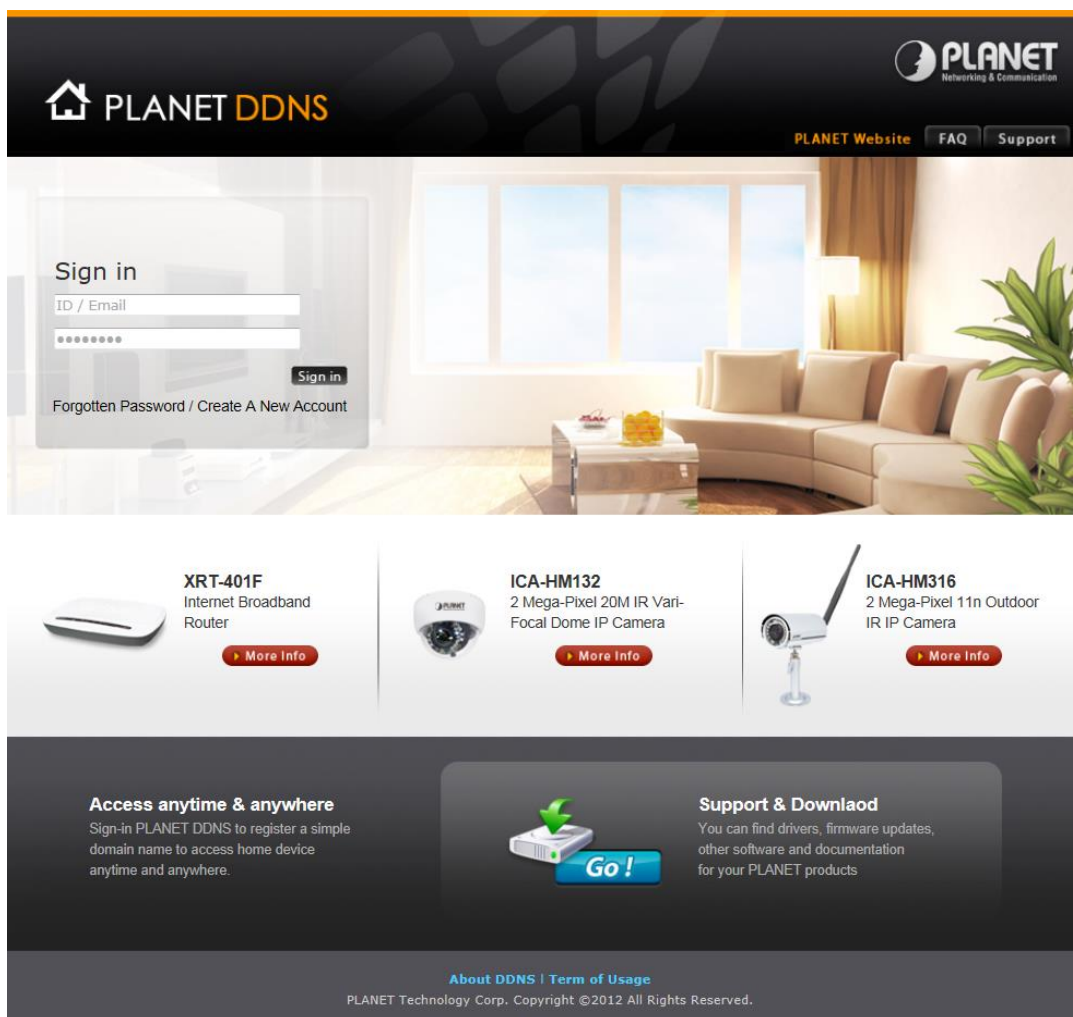 PLANET
Networking & Communication
PLANET DDNS
PLANET Website
FAQ
Support
Sign in
ID / Email
Sign in
Forgotten Password / Create A New Account
XRT-401F
Internet Broadband
Router
More Info
PLANET
ICA-HM132
2 Mega-Pixel 20M IR Vari-
Focal Dome IP Camera
More Info
ICA-HM316
2 Mega-Pixel 11n Outdoor
IR IP Camera
More Info
Access anytime & anywhere
Sign-in PLANET DDNS to register a simple
domain name to access home device
anytime and anywhere.
Go !
Support & Downlaod
You can find drivers, firmware updates,
other software and documentation
for your PLANET products
About DDNS | Term of Usage
PLANET Technology Corp. Copyright ©2012 All Rights Reserved.